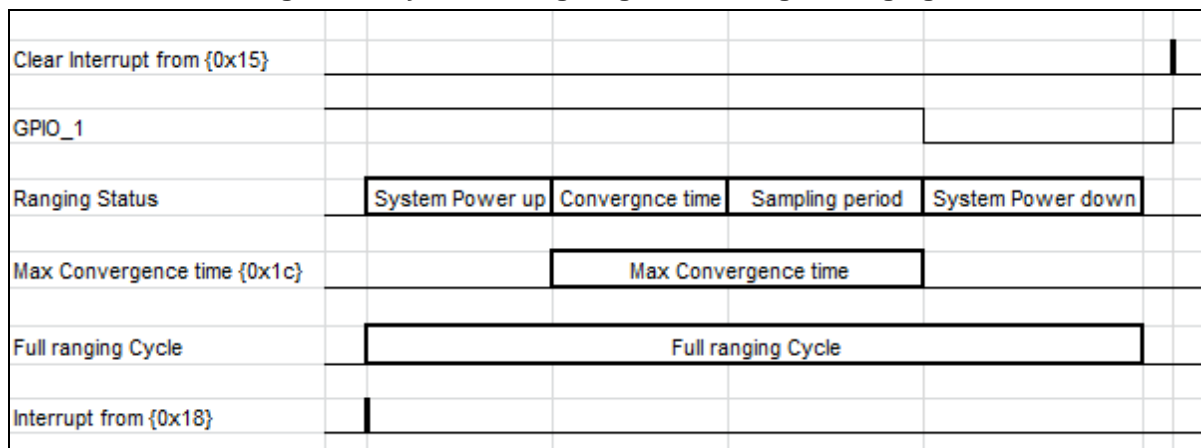 Clear Interrupt from {0x15}
GPIO_1
Ranging Status
System Power up
Convergnce time
Sampling period
System Power down
Max Convergence time {0x1c}
Max Convergence time
Full ranging Cycle
Full ranging Cycle
Interrupt from {0x18}